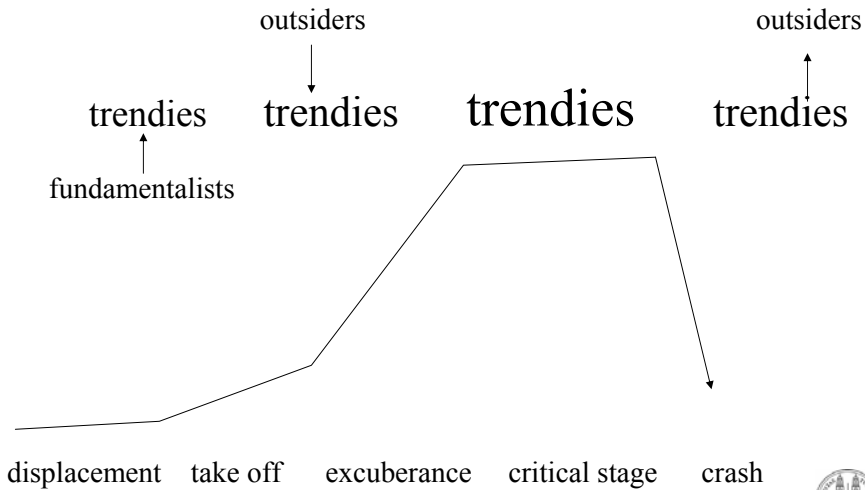 outsiders outsiders
trendies trendies trendies trendies
fundamentalists
displacement take off excuberance critical stage crash